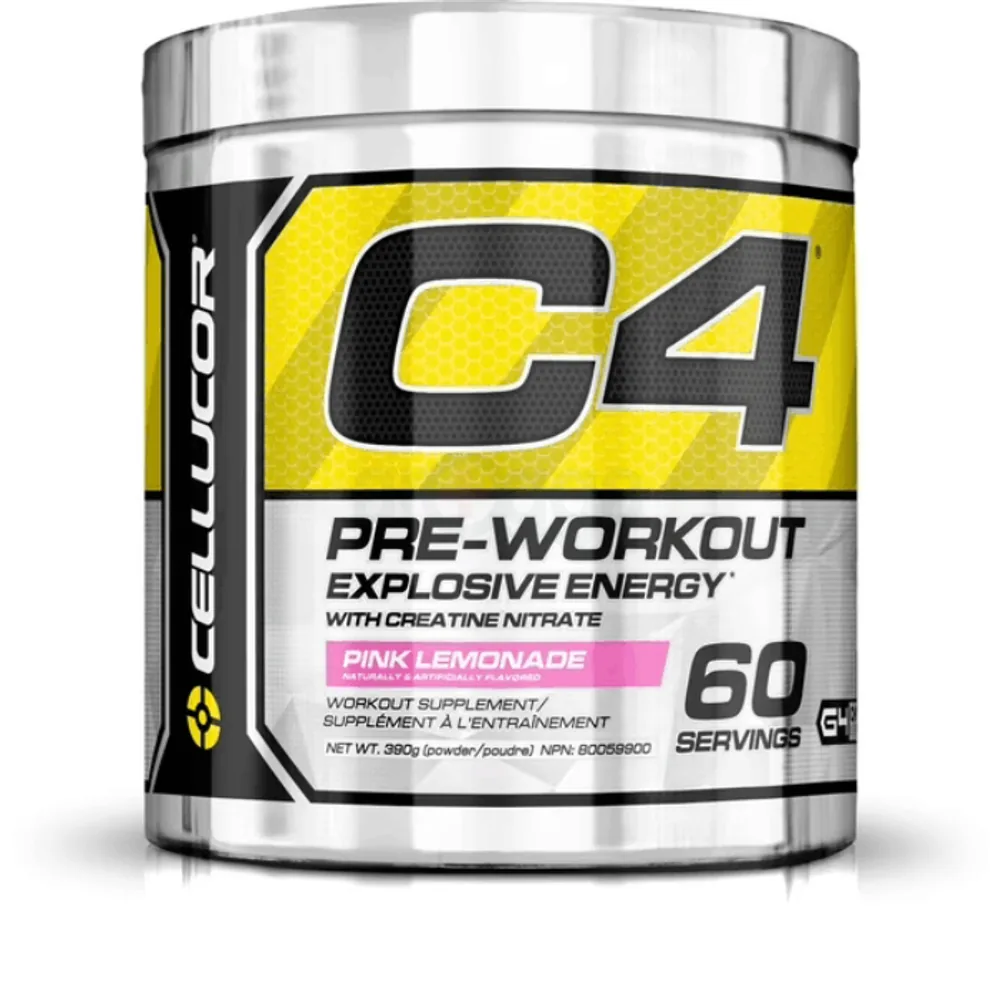 CELLUCOR®
C4®
PRE-WORKOUT
EXPLOSIVE ENERGY*
WITH CREATINE NITRATE
PINK LEMONADE
NATURALLY & ARTIFICIALLY FLAVORED
WORKOUT SUPPLEMENT/
SUPPLÉMENT À L'ENTRAÎNEMENT
NET WT. 390g (powder/poudre) NPN: 80059900
60
SERVINGS
G4